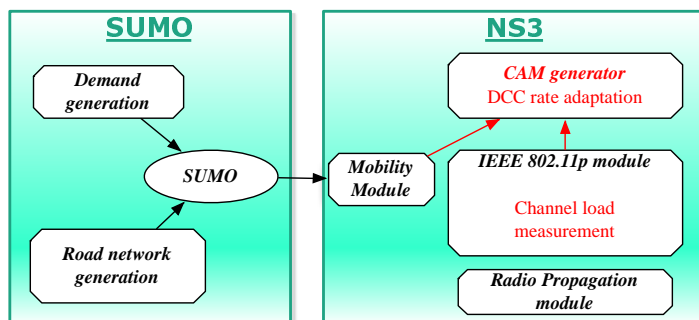 SUMO
Demand
generation
SUMO
Road network
generation
NS3
CAM generator
DCC rate adaptation
Mobility
Module
IEEE 802.11p module
Channel load
measurement
Radio Propagation
module